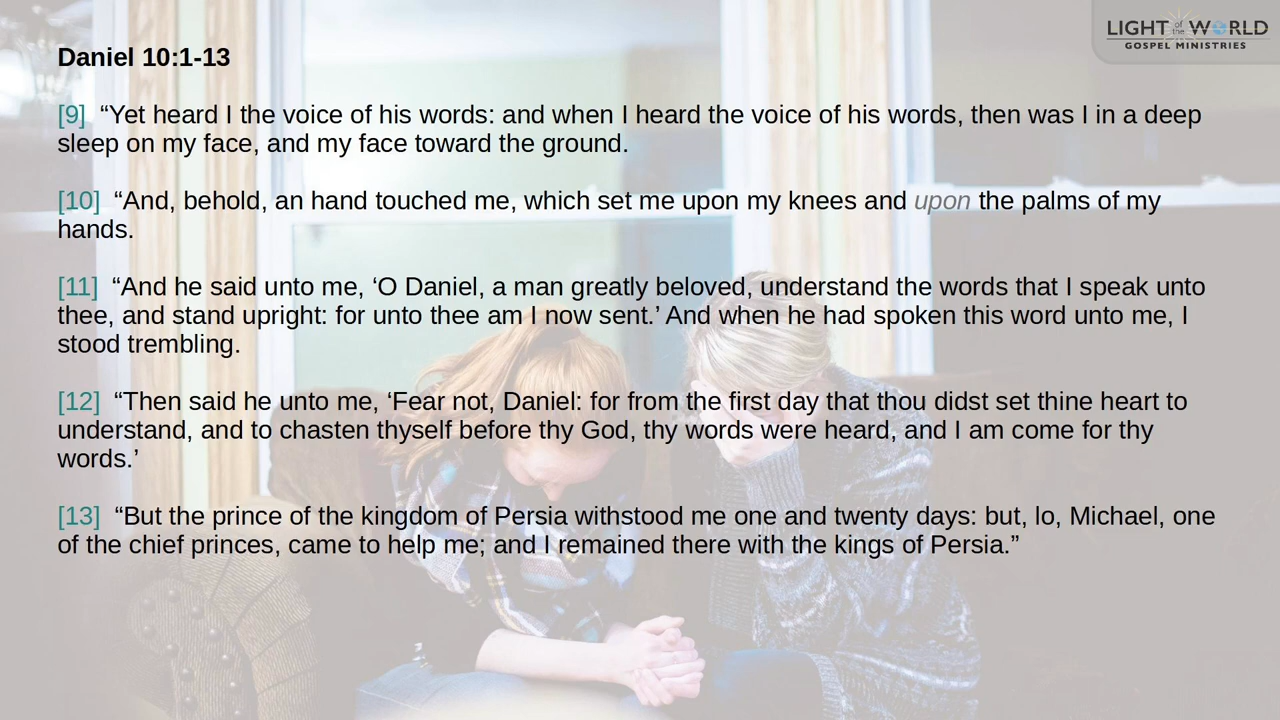 LIGHT of the WORLD
GOSPEL MINISTRIES
Daniel 10:1-13
[9] “Yet heard I the voice of his words: and when I heard the voice of his words, then was I in a deep
sleep on my face, and my face toward the ground.
[10] “And, behold, an hand touched me, which set me upon my knees and upon the palms of my
hands.
[11] “And he said unto me, ‘O Daniel, a man greatly beloved, understand the words that I speak unto
thee, and stand upright: for unto thee am I now sent.’ And when he had spoken this word unto me, I
stood trembling.
[12] “Then said he unto me, ‘Fear not, Daniel: for from the first day that thou didst set thine heart to
understand, and to chasten thyself before thy God, thy words were heard, and I am come for thy
words.’
[13] “But the prince of the kingdom of Persia withstood me one and twenty days: but, lo, Michael, one
of the chief princes, came to help me; and I remained there with the kings of Persia.”